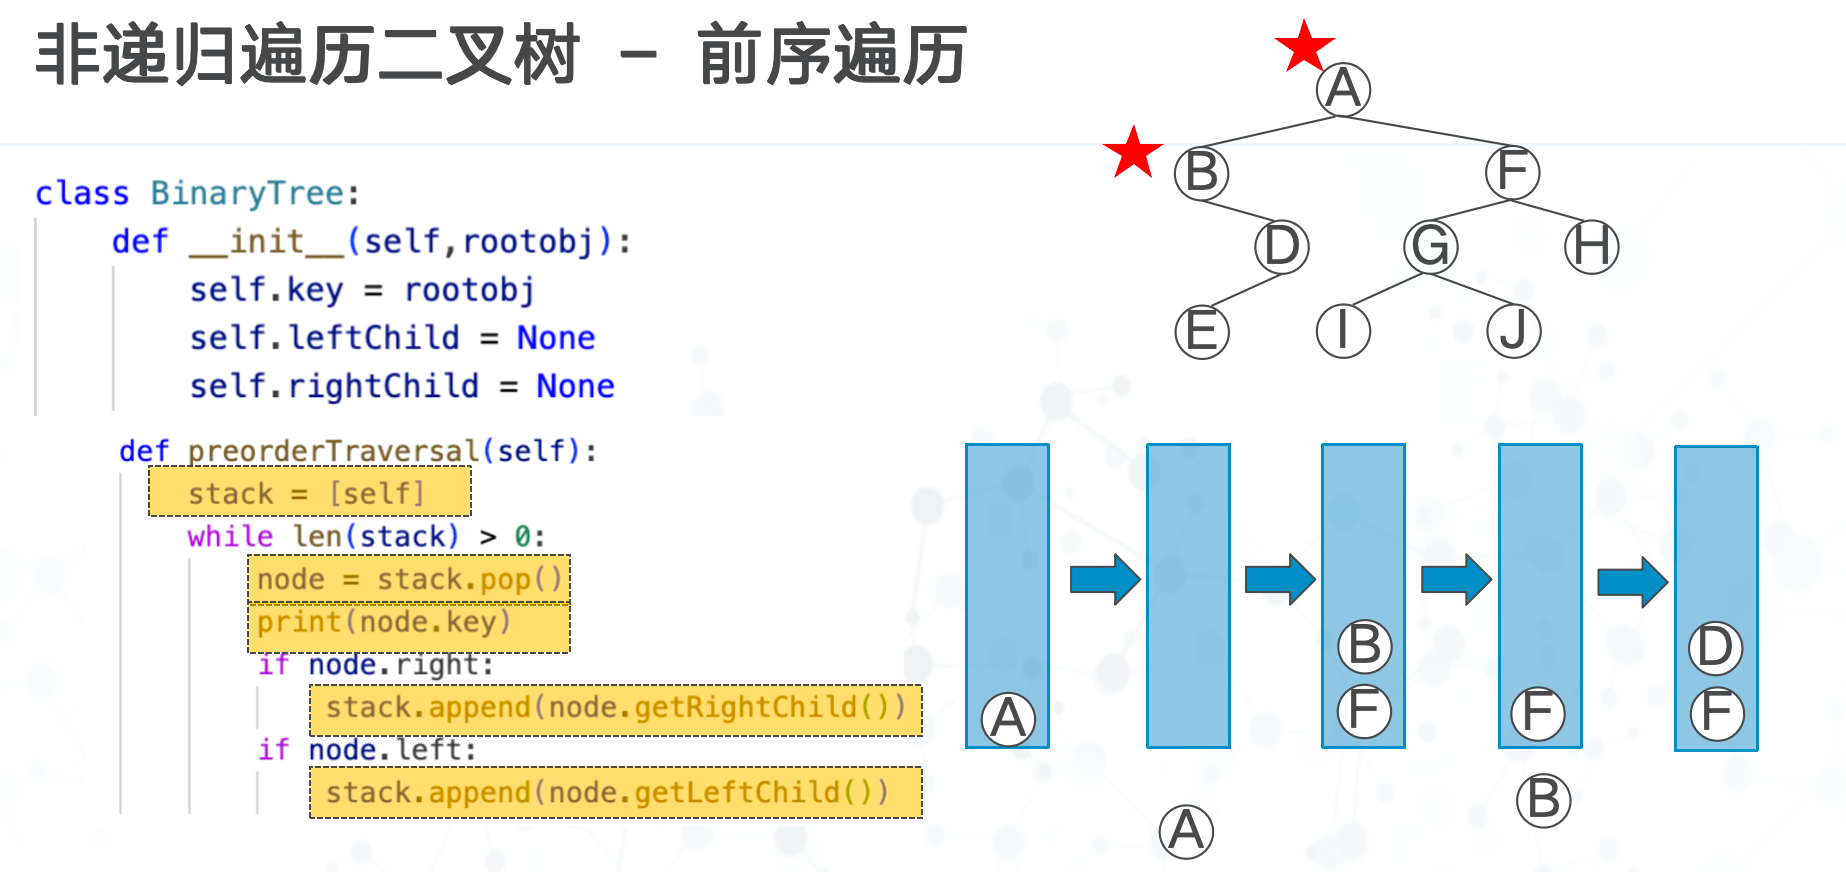 非递归遍历二叉树 - 前序遍历
class BinaryTree:
    def __init__(self,rootobj):
        self.key = rootobj
        self.leftChild = None
        self.rightChild = None
    def preorderTraversal(self):
        stack = [self]
        while len(stack) > 0:
            node = stack.pop()
            print(node.key)
            if node.right:
                stack.append(node.getRightChild())
            if node.left:
                stack.append(node.getLeftChild())
A
B F
D G H
E I J
A
A
B
F
F
B
D
F